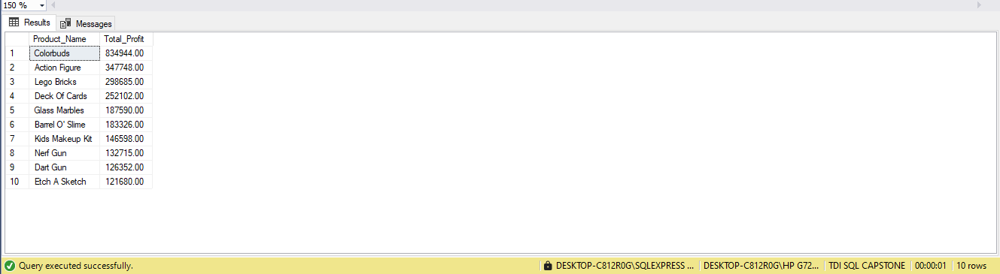 150 %
Results Messages
Product_Name Total_Profit
1 Colorbuds 834944.00
2 Action Figure 347748.00
3 Lego Bricks 298685.00
4 Deck Of Cards 252102.00
5 Glass Marbles 187590.00
6 Barrel O' Slime 183326.00
7 Kids Makeup Kit 146598.00
8 Nerf Gun 132715.00
9 Dart Gun 126352.00
10 Etch A Sketch 121680.00
Query executed successfully. DESKTOP-C812R0G\SQLEXPRESS ... DESKTOP-C812R0G\HP G72... TDI SQL CAPSTONE 00:00:01 10 rows